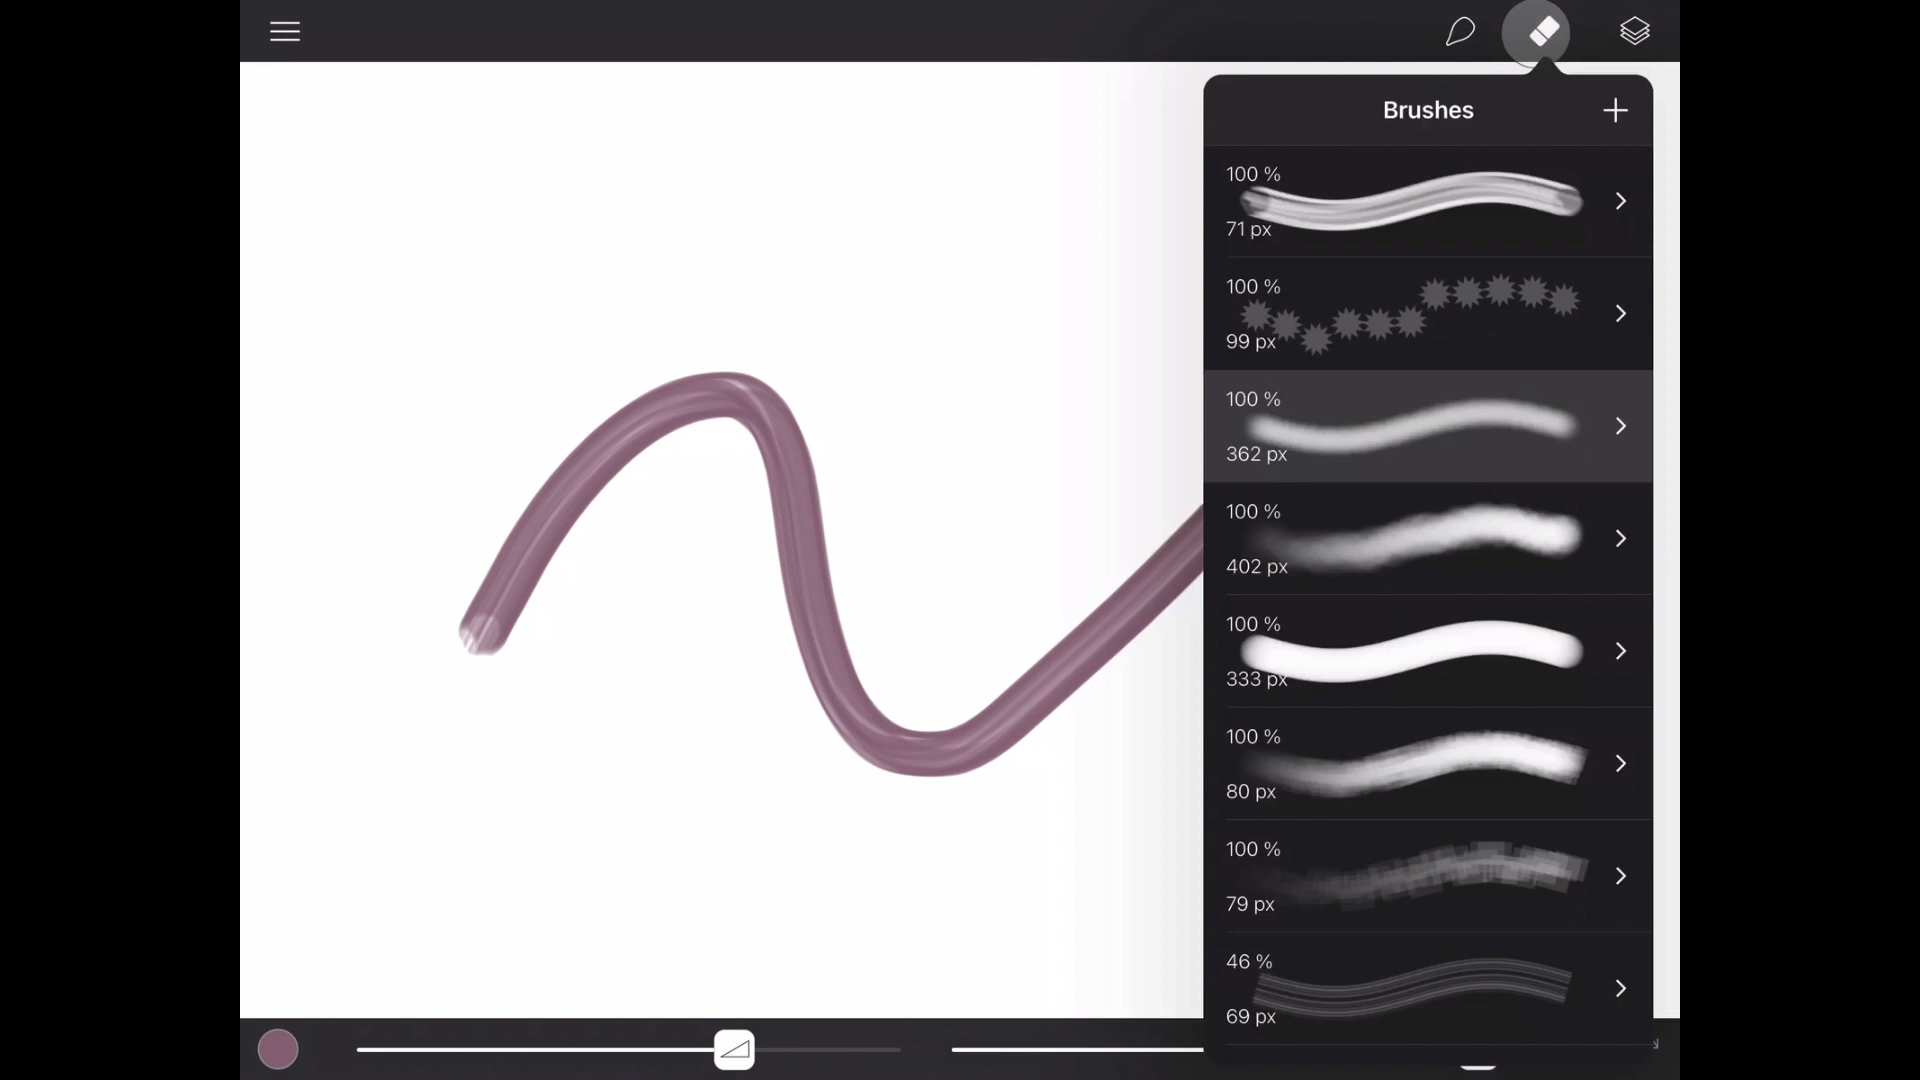 Brushes
100 %
71 px
100 %
99 px
100 %
362 px
100 %
402 px
100 %
333 px
100 %
80 px
100 %
79 px
46 %
69 px